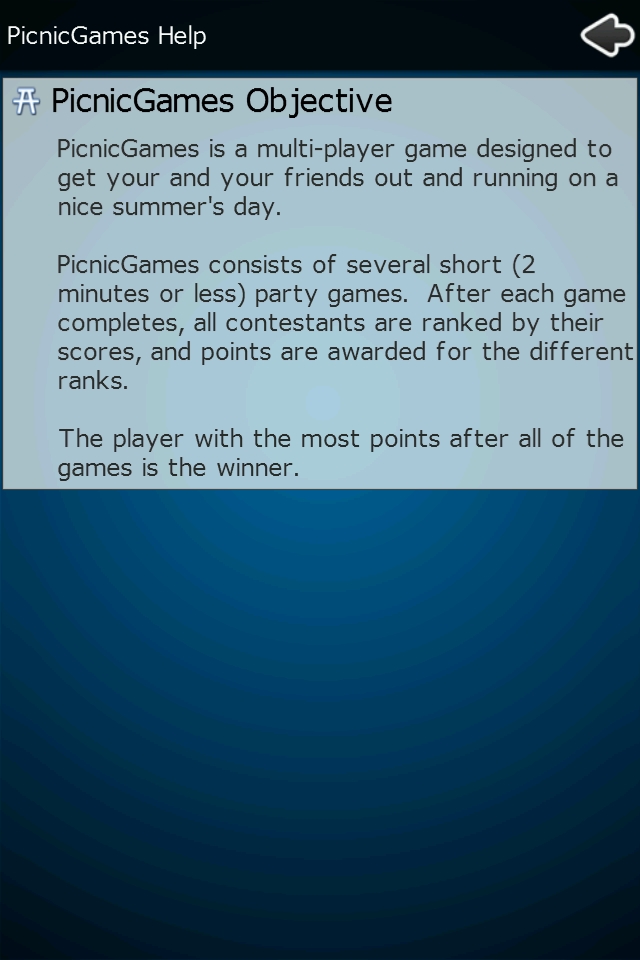 PicnicGames Help
PicnicGames Objective
PicnicGames is a multi-player game designed to
get your and your friends out and running on a
nice summer's day.
PicnicGames consists of several short (2
minutes or less) party games.  After each game
completes, all contestants are ranked by their
scores, and points are awarded for the different
ranks.
The player with the most points after all of the
games is the winner.